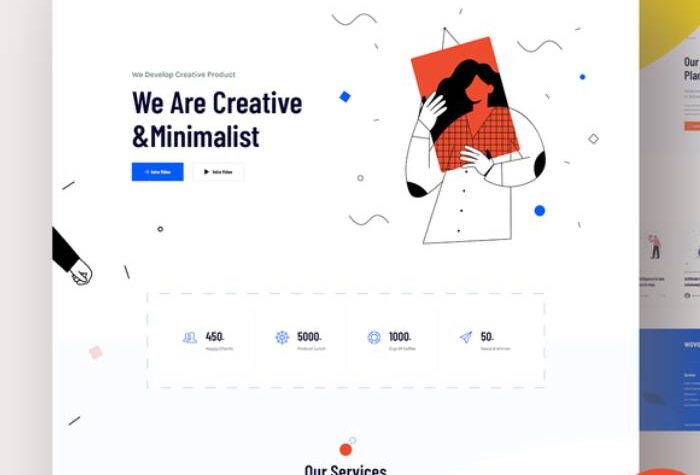 We Develop Creative Product
We Are Creative
&Minimalist
Intro Video
Intro Video
450+
Happy Clients
5000+
Product Lunch
1000+
Cup Of Coffee
50+
Award Winner
Our Services
Our
Plan